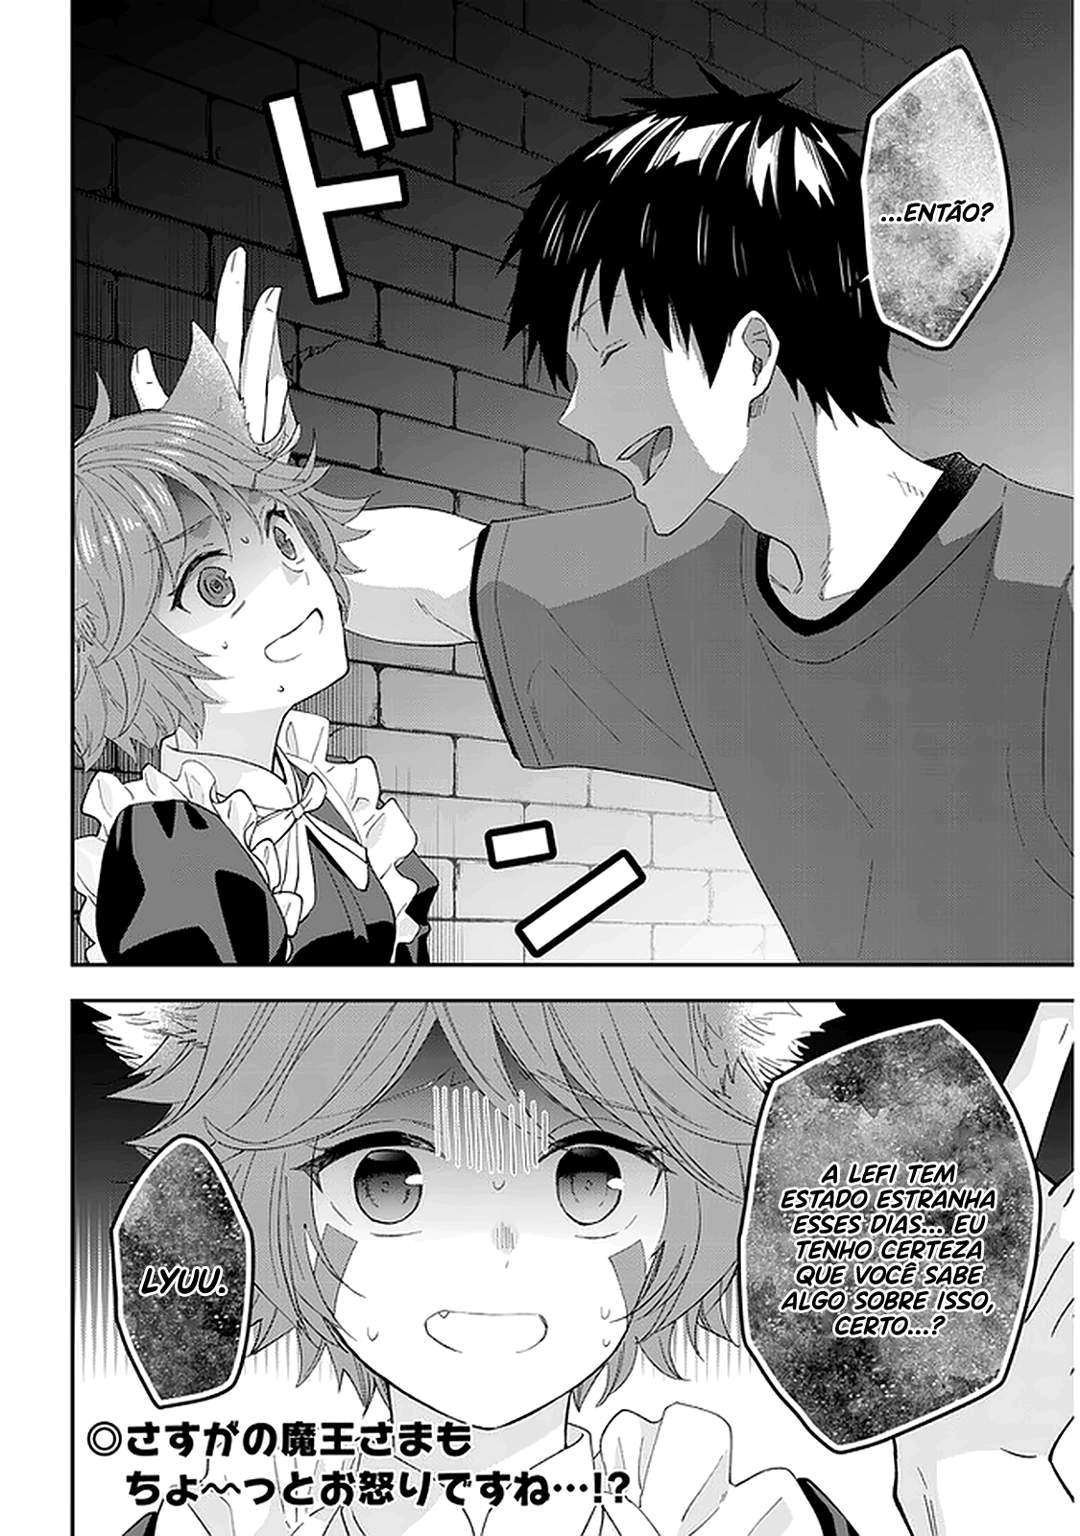 ...ENTÃO?
ドン
A LEFI TEM
ESTADO ESTRANHA
ESSES DIAS... EU
TENHO CERTEZA
QUE VOCÊ SABE
ALGO SOBRE ISSO,
CERTO...?
LYUU.
◎さすがの魔王さまも
ちょ〜〜っとお怒りですね…!?